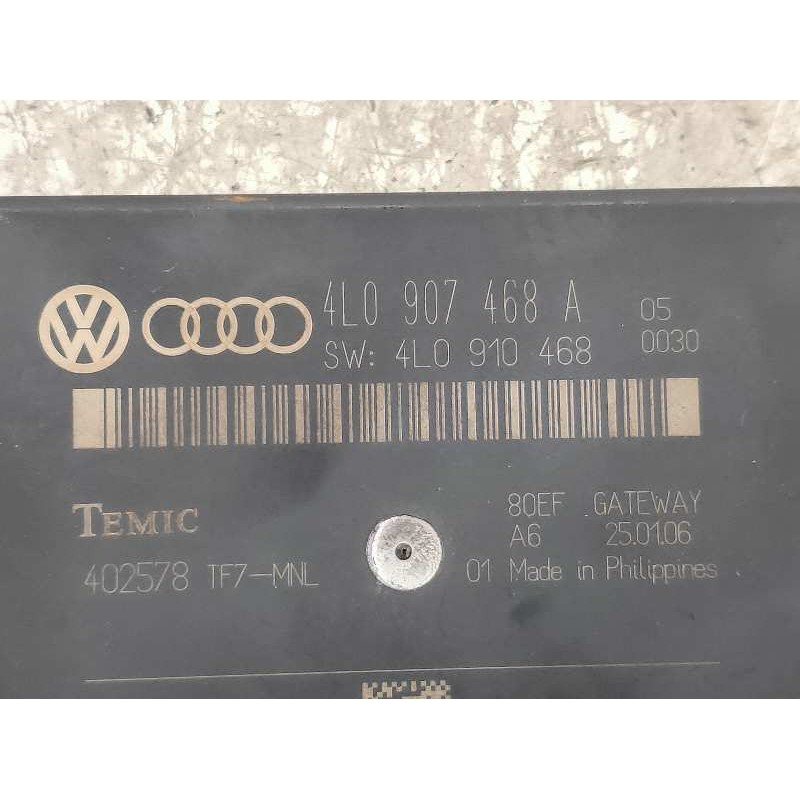 4L0 907 468 A 05
SW: 4L0 910 468 0030
TEMIC 80EF GATEWAY
A6 25.01.06
402578 TF7-MNL 01 Made in Philippines